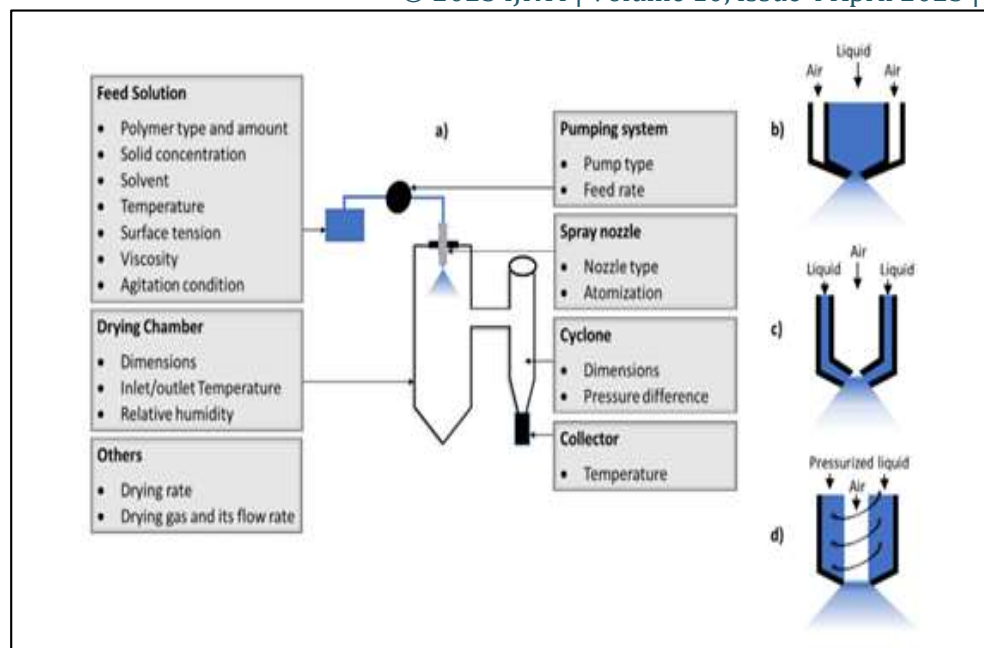 Feed Solution
• Polymer type and amount
• Solid concentration
• Solvent
• Temperature
• Surface tension
• Viscosity
• Agitation condition
Drying Chamber
• Dimensions
• Inlet/outlet Temperature
• Relative humidity
Others
• Drying rate
• Drying gas and its flow rate
a)
Pumping system
• Pump type
• Feed rate
Spray nozzle
• Nozzle type
• Atomization
Cyclone
• Dimensions
• Pressure difference
Collector
• Temperature
b)
Liquid
Air Air
c)
Air
Liquid Liquid
d)
Pressurized liquid
Air